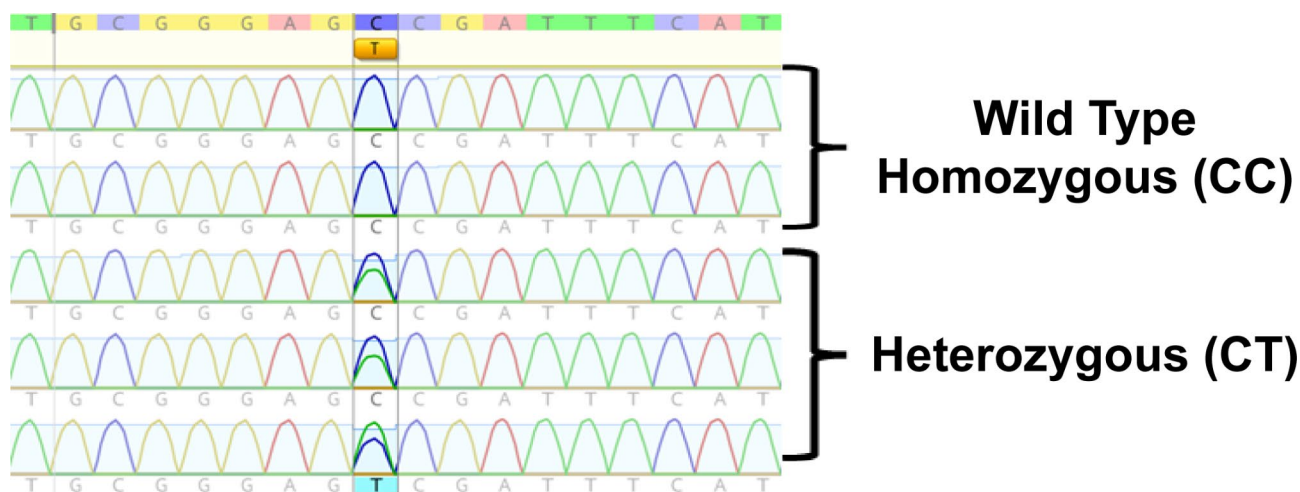 T G C G G G A G C C G A T T T C A T
T
T G C G G G A G C C G A T T T C A T
Wild Type
Homozygous (CC)
T G C G G G A G C C G A T T T C A T
T G C G G G A G C C G A T T T C A T
T G C G G G A G C C G A T T T C A T
Heterozygous (CT)
T G C G G G A G T C G A T T T C A T